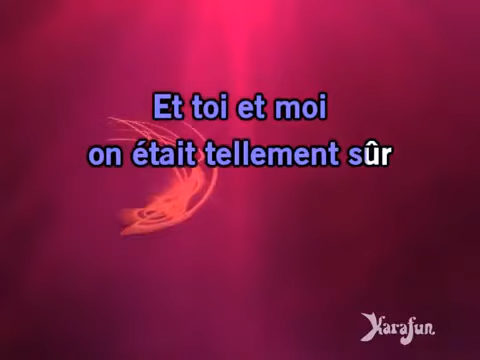 Et toi et moi
on était tellement sûr
Karafun